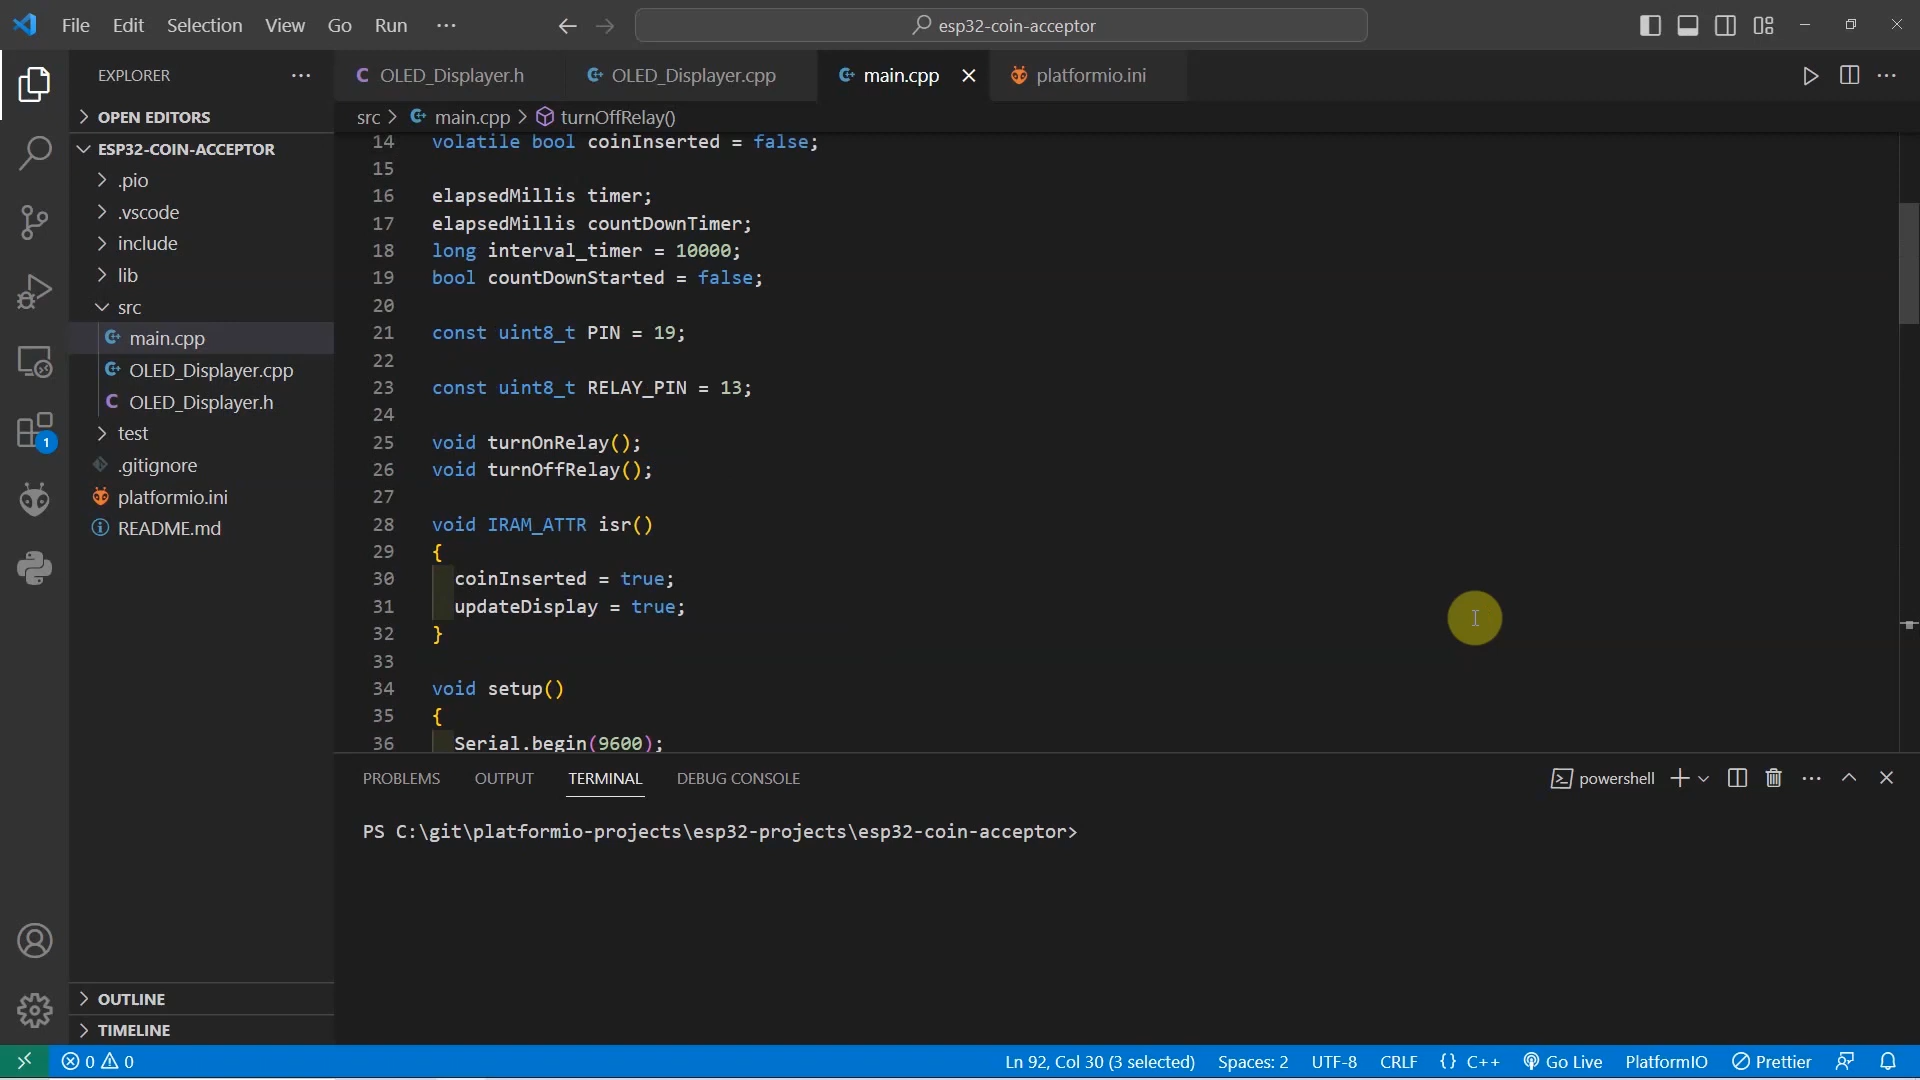 File Edit Selection View Go Run ···
esp32-coin-acceptor
EXPLORER
OPEN EDITORS
ESP32-COIN-ACCEPTOR
.pio
.vscode
include
lib
src
main.cpp
OLED_Displayer.cpp
OLED_Displayer.h
test
.gitignore
platformio.ini
README.md
OUTLINE
TIMELINE
1
C OLED_Displayer.h
OLED_Displayer.cpp
main.cpp
platformio.ini
src > main.cpp > turnOffRelay()
14 volatile bool coinInserted = false;
15
16 elapsedMillis timer;
17 elapsedMillis countDownTimer;
18 long interval_timer = 10000;
19 bool countDownStarted = false;
20
21 const uint8_t PIN = 19;
22
23 const uint8_t RELAY_PIN = 13;
24
25 void turnOnRelay();
26 void turnOffRelay();
27
28 void IRAM_ATTR isr()
29 {
30 coinInserted = true;
31 updateDisplay = true;
32 }
33
34 void setup()
35 {
36 Serial.begin(9600);
PROBLEMS OUTPUT TERMINAL DEBUG CONSOLE
powershell
PS C:\git\platformio-projects\esp32-projects\esp32-coin-acceptor>
0 0
Ln 92, Col 30 (3 selected) Spaces: 2 UTF-8 CRLF {} C++ Go Live PlatformIO Prettier